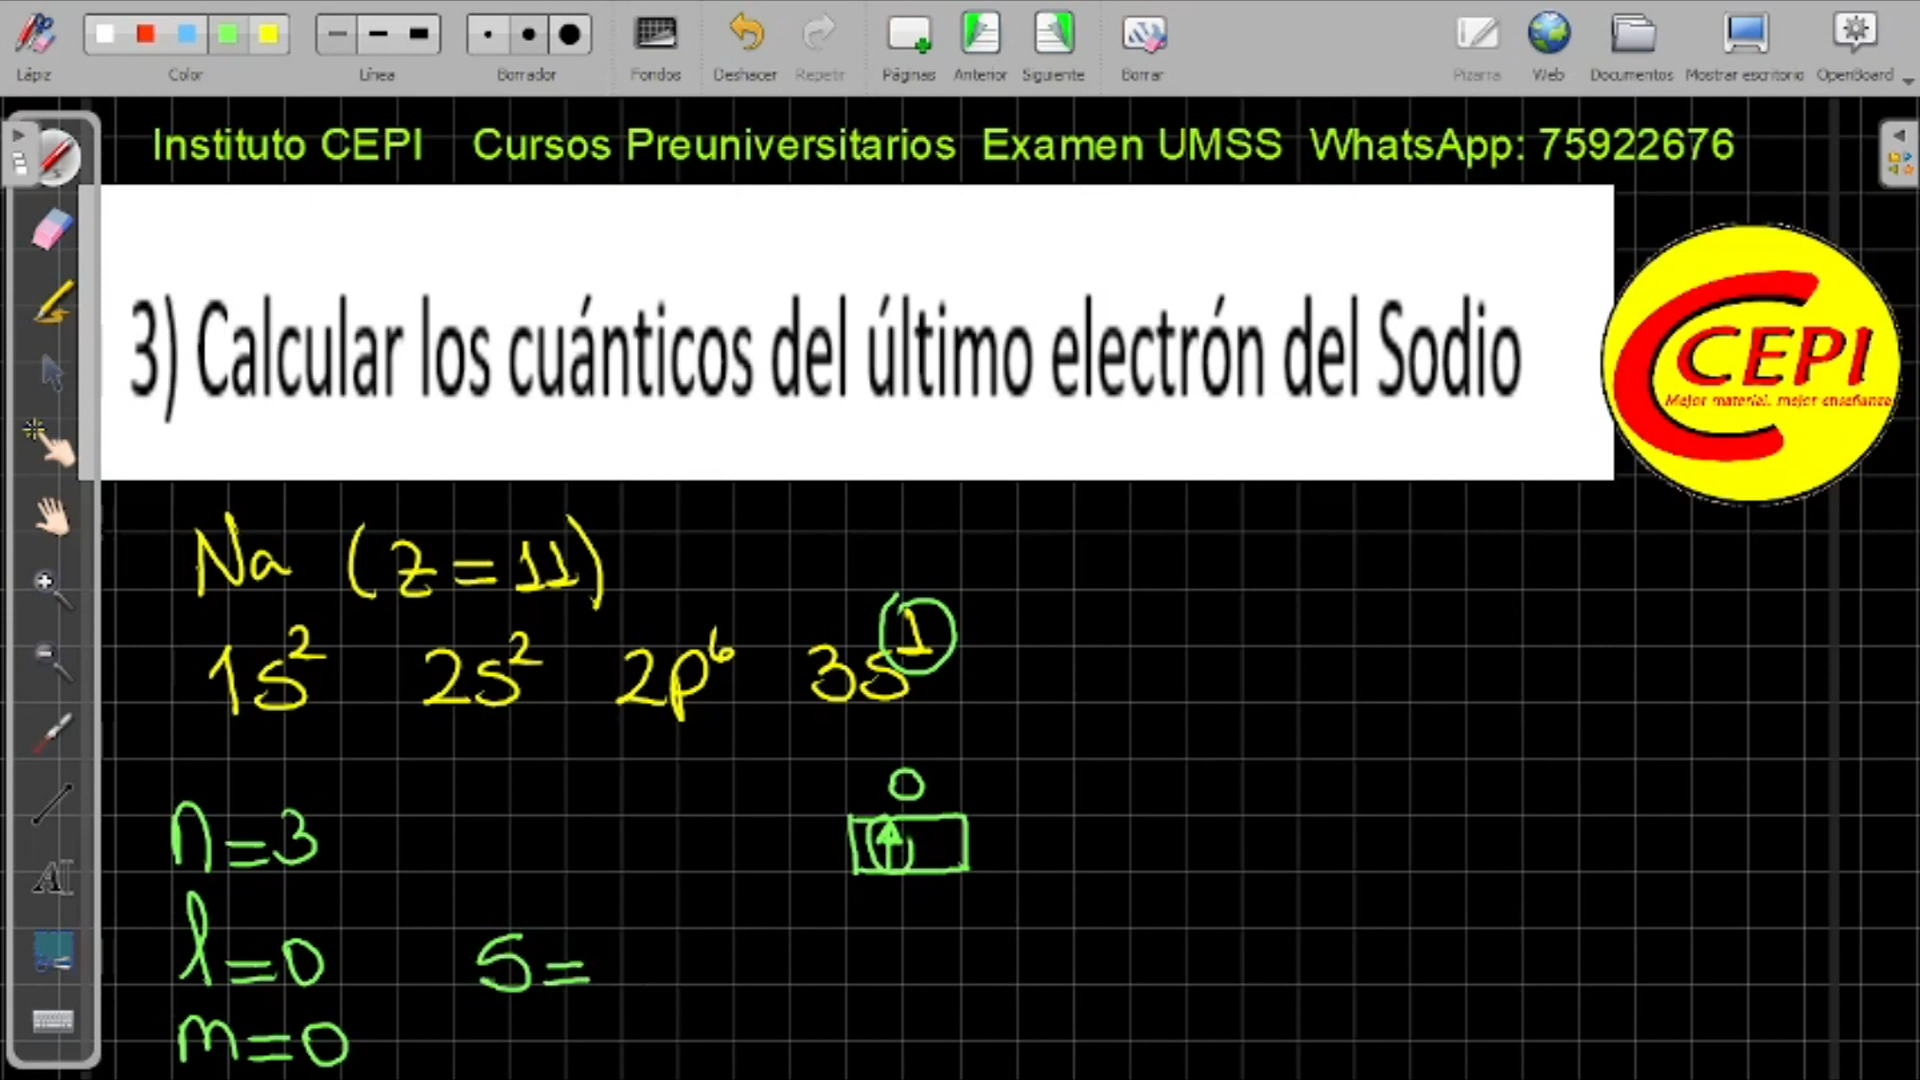 Lápiz Color Línea Borrador Fondos Deshacer Repetir Páginas Anterior Siguiente Borrar Pizarra Web Documentos Mostrar escritorio OpenBoard
Instituto CEPI Cursos Preuniversitarios Examen UMSS WhatsApp: 75922676
3) Calcular los cuánticos del último electrón del Sodio
CEPI
Mejor material, mejor enseñanza
Na (z=11)
1s² 2s² 2p⁶ 3s¹
0
n=3
l=0 S=
m=0